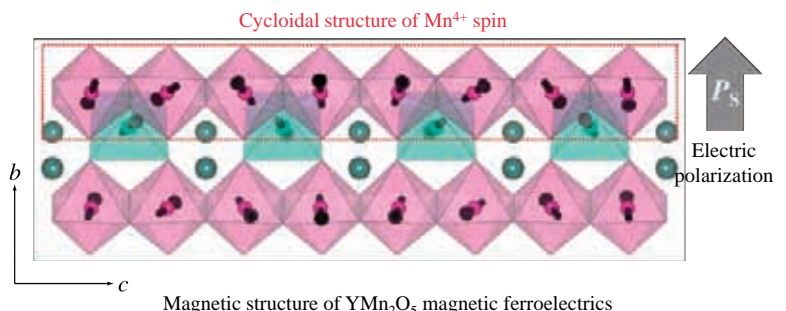 Cycloidal structure of Mn⁴⁺ spin
Pₛ
Electric
polarization
b
c
Magnetic structure of YMn₂O₅ magnetic ferroelectrics